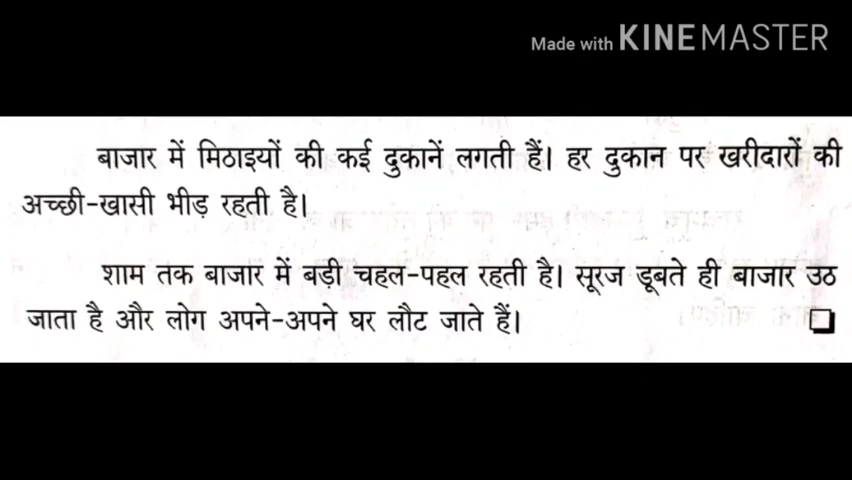 Made with KINEMASTER
बाजार में मिठाइयों की कई दुकानें लगती हैं। हर दुकान पर खरीदारों की
अच्छी-खासी भीड़ रहती है।
शाम तक बाजार में बड़ी चहल-पहल रहती है। सूरज डूबते ही बाजार उठ
जाता है और लोग अपने-अपने घर लौट जाते हैं।